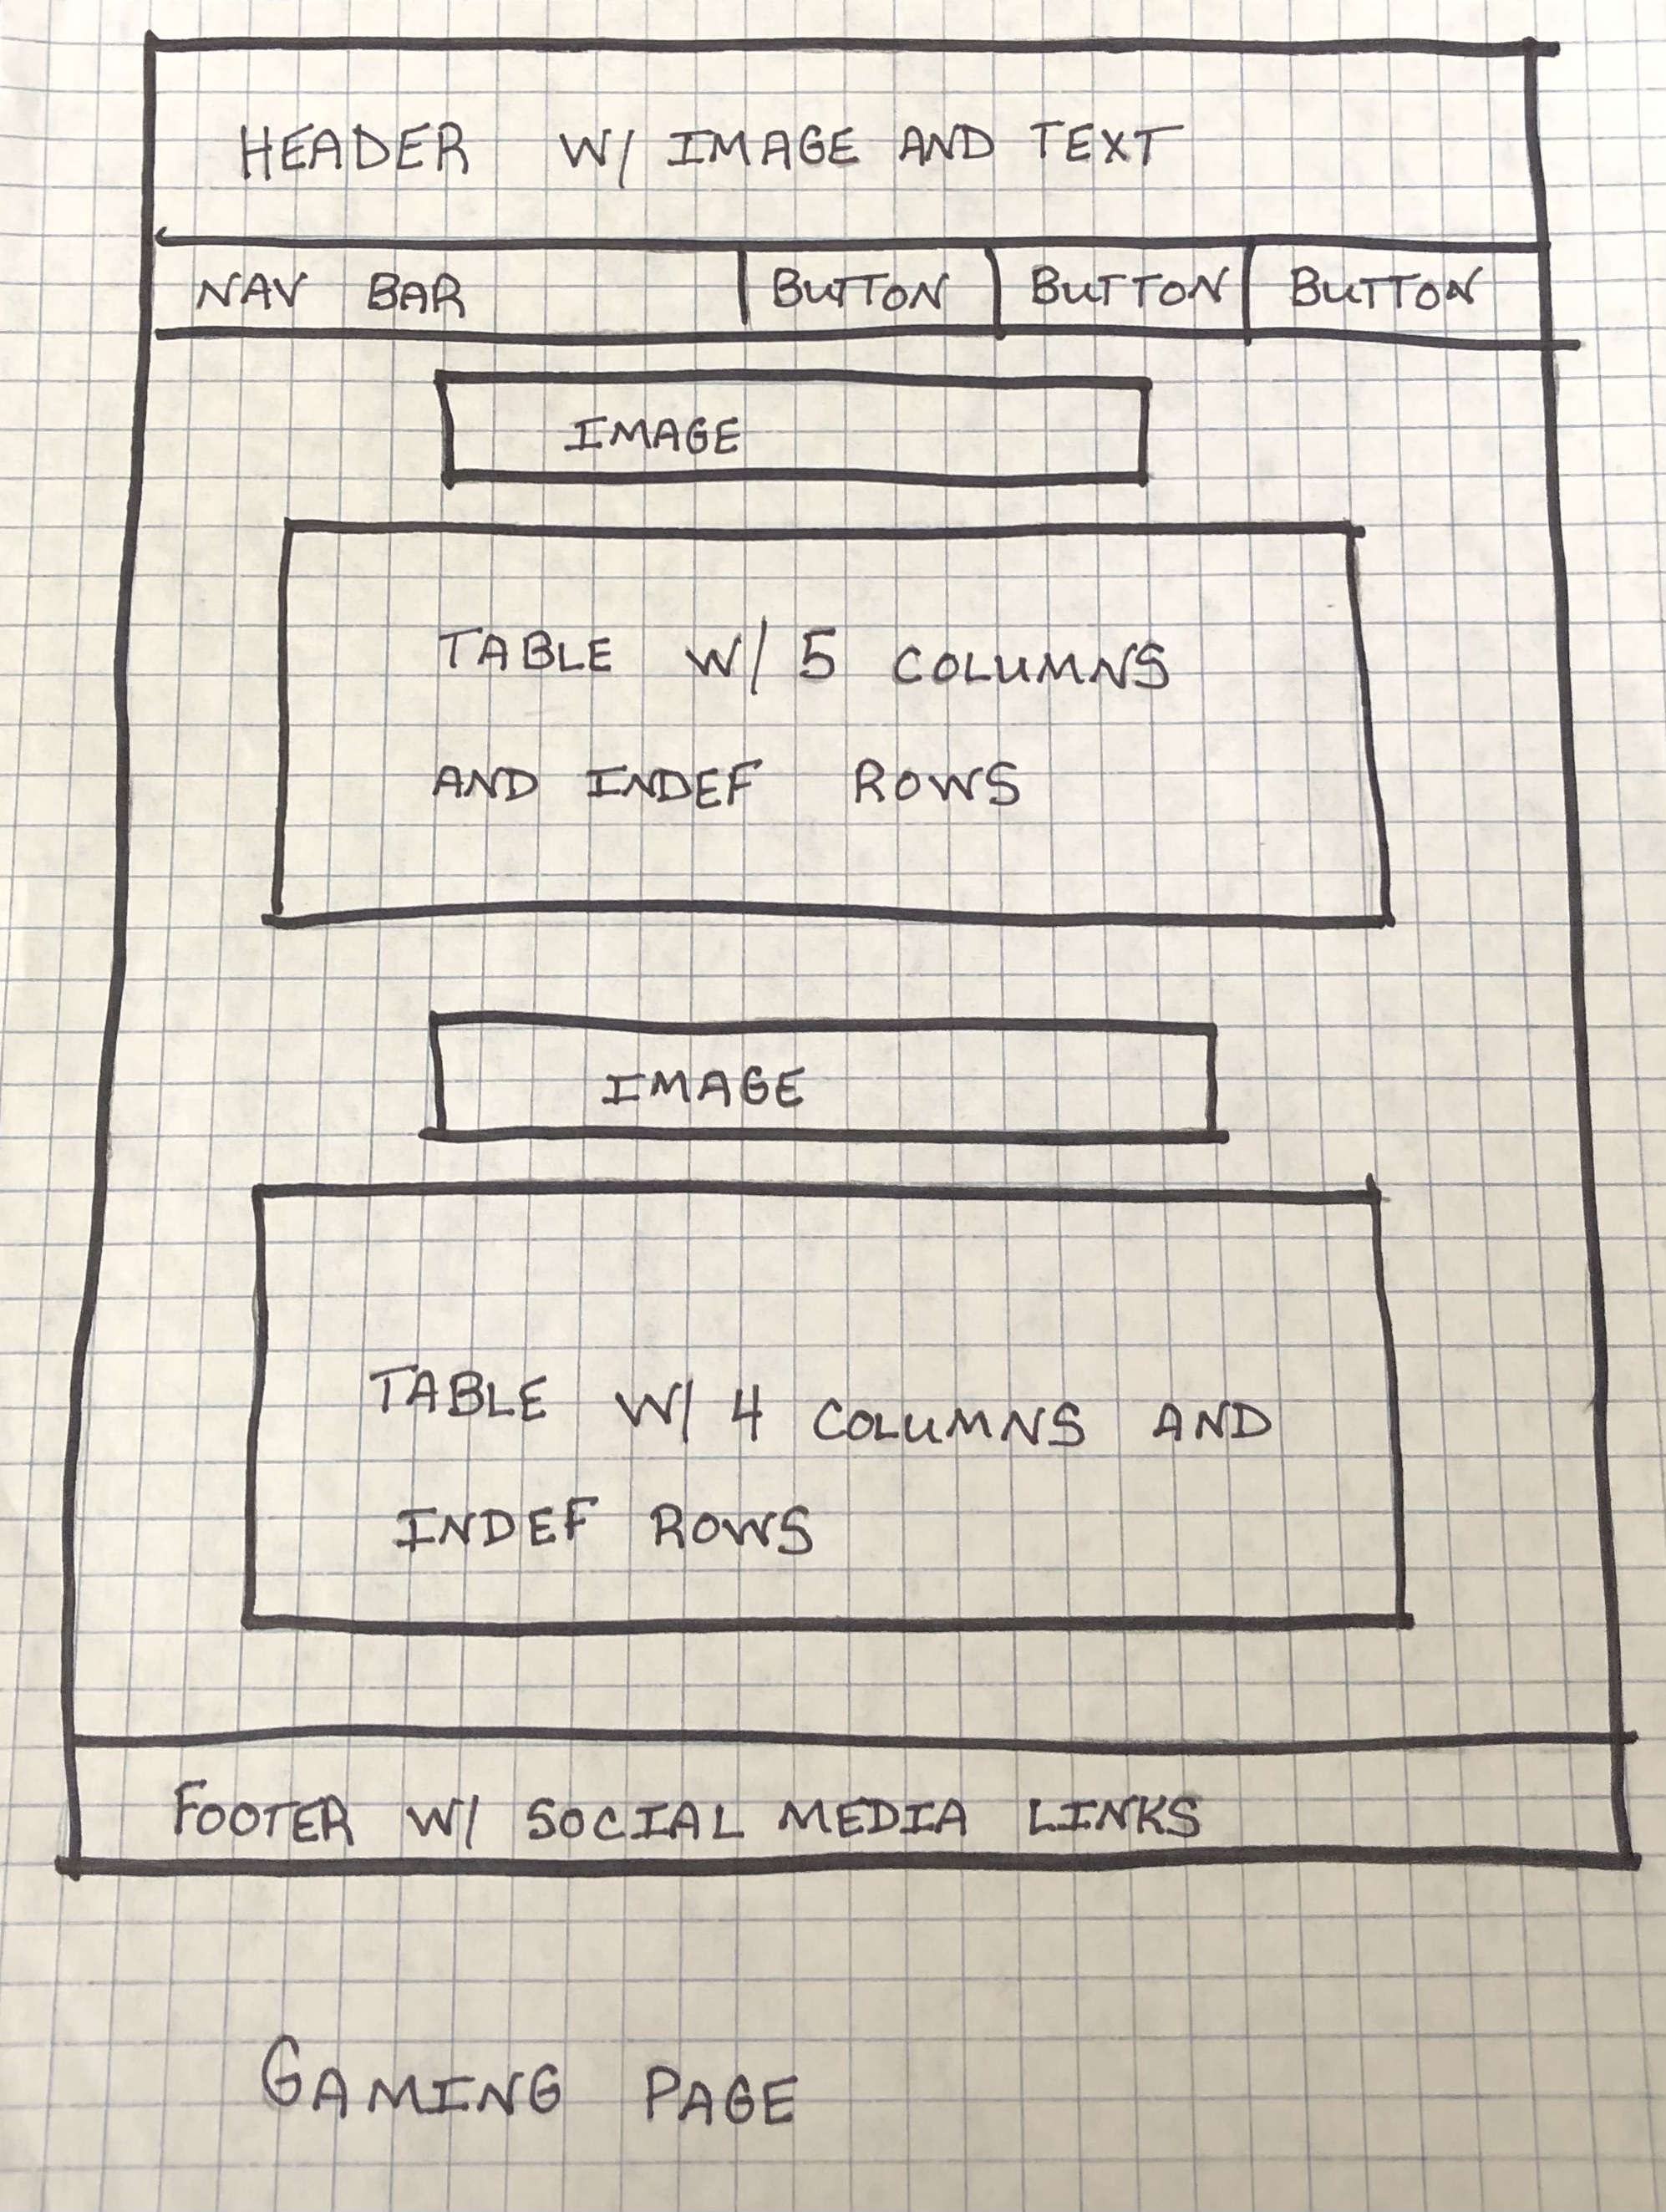 HEADER W/ IMAGE AND TEXT
NAV BAR BUTTON BUTTON BUTTON
IMAGE
TABLE W/ 5 COLUMNS
AND INDEF ROWS
IMAGE
TABLE W/ 4 COLUMNS AND
INDEF ROWS
FOOTER W/ SOCIAL MEDIA LINKS
GAMING PAGE